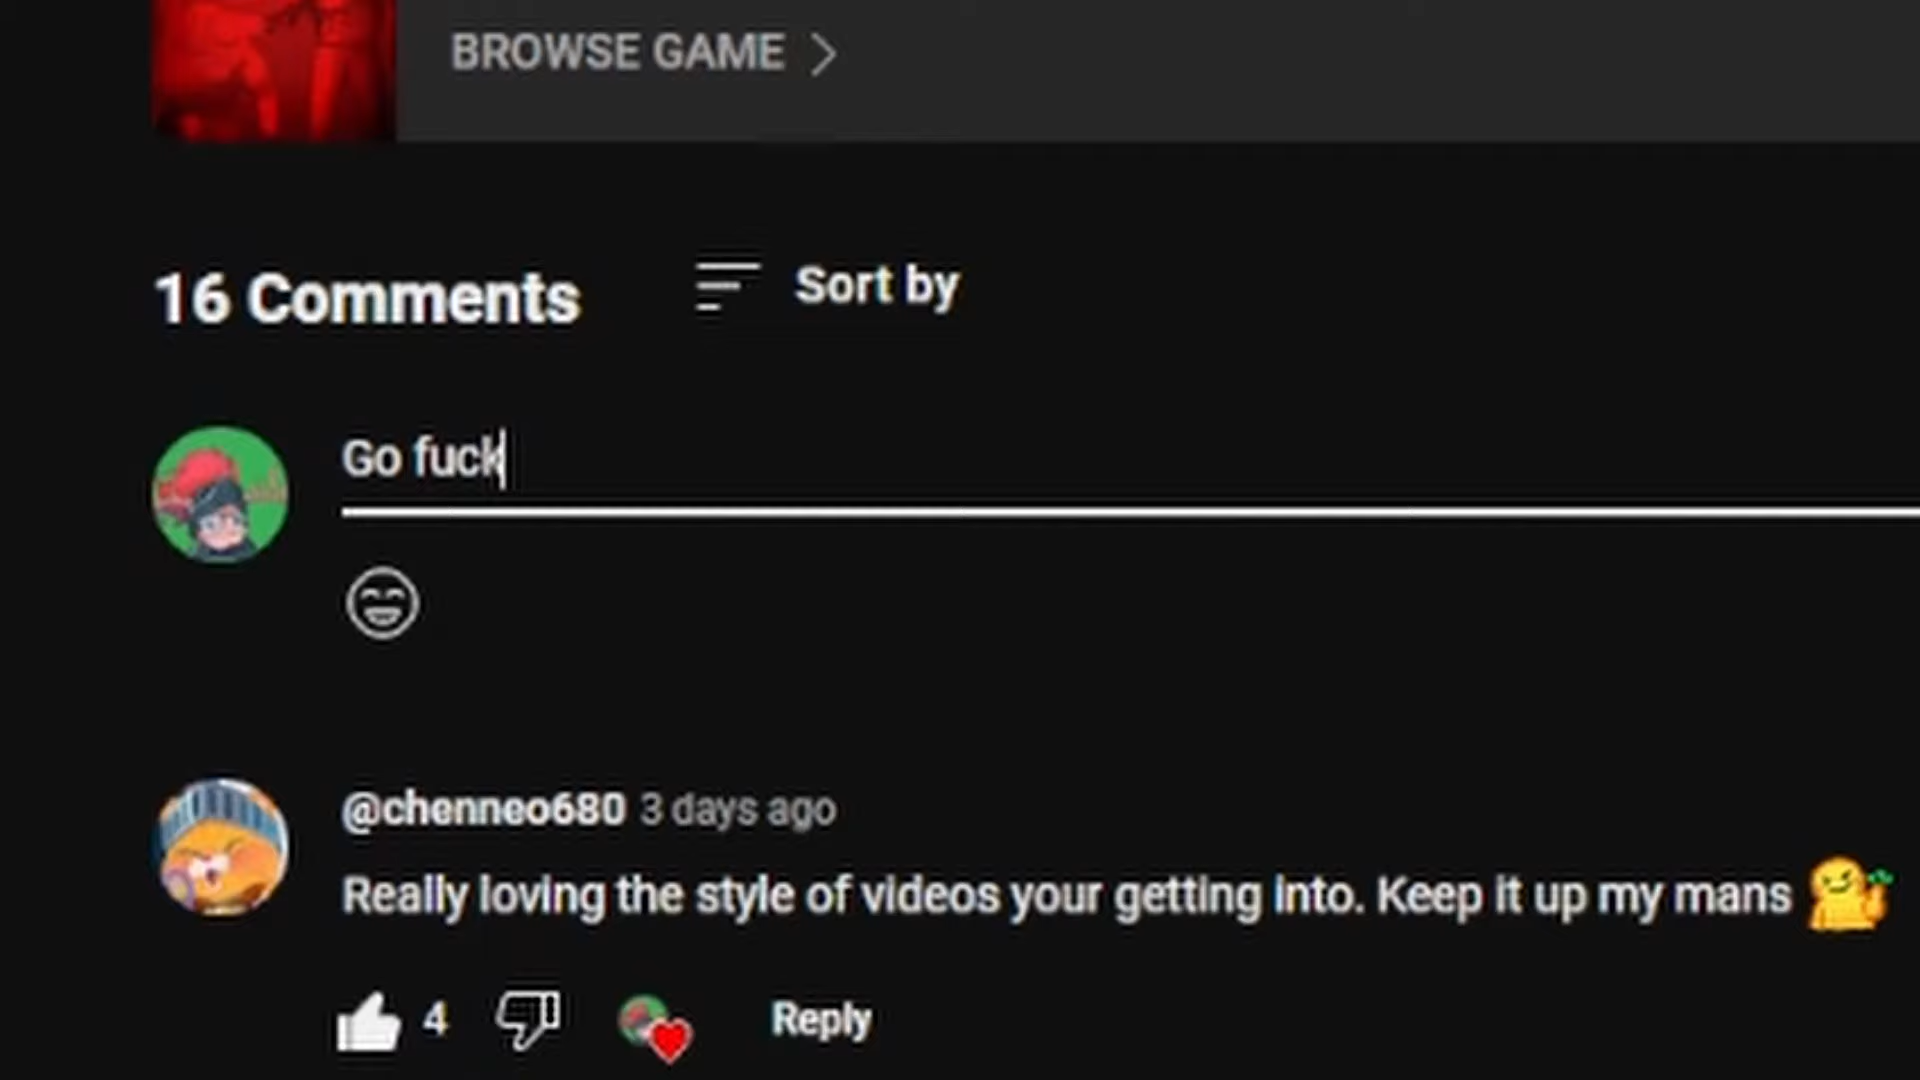 BROWSE GAME
16 Comments
Sort by
Go fuck
@chenneo680 3 days ago
Really loving the style of videos your getting into. Keep it up my mans
4
Reply